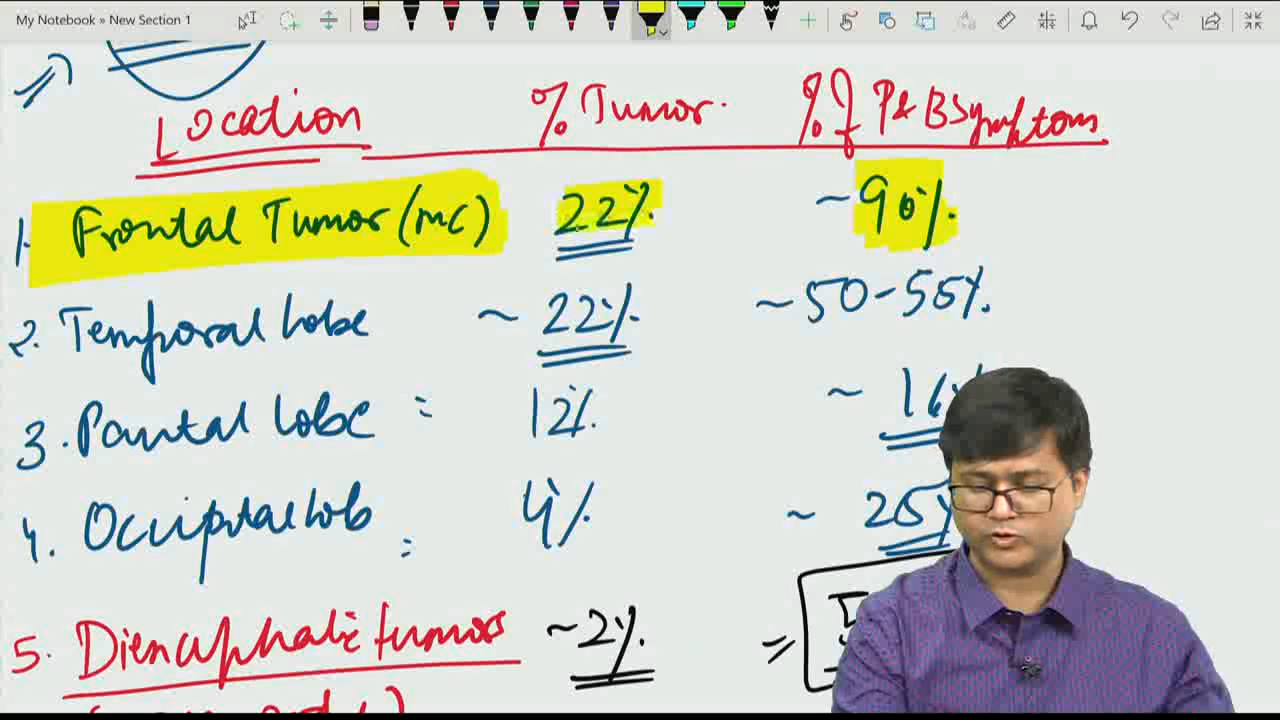 My Notebook » New Section 1
Location % Tumor. % of P & B Symptoms
1. Frontal Tumor (mc) 22% ~ 90%.
2. Temporal Lobe ~ 22% ~ 50-55%.
3. Parietal Lobe = 12%. ~ 16%
4. Occipital Lob = 4% ~ 25%
5. Diencephalic tumors ~2%. =